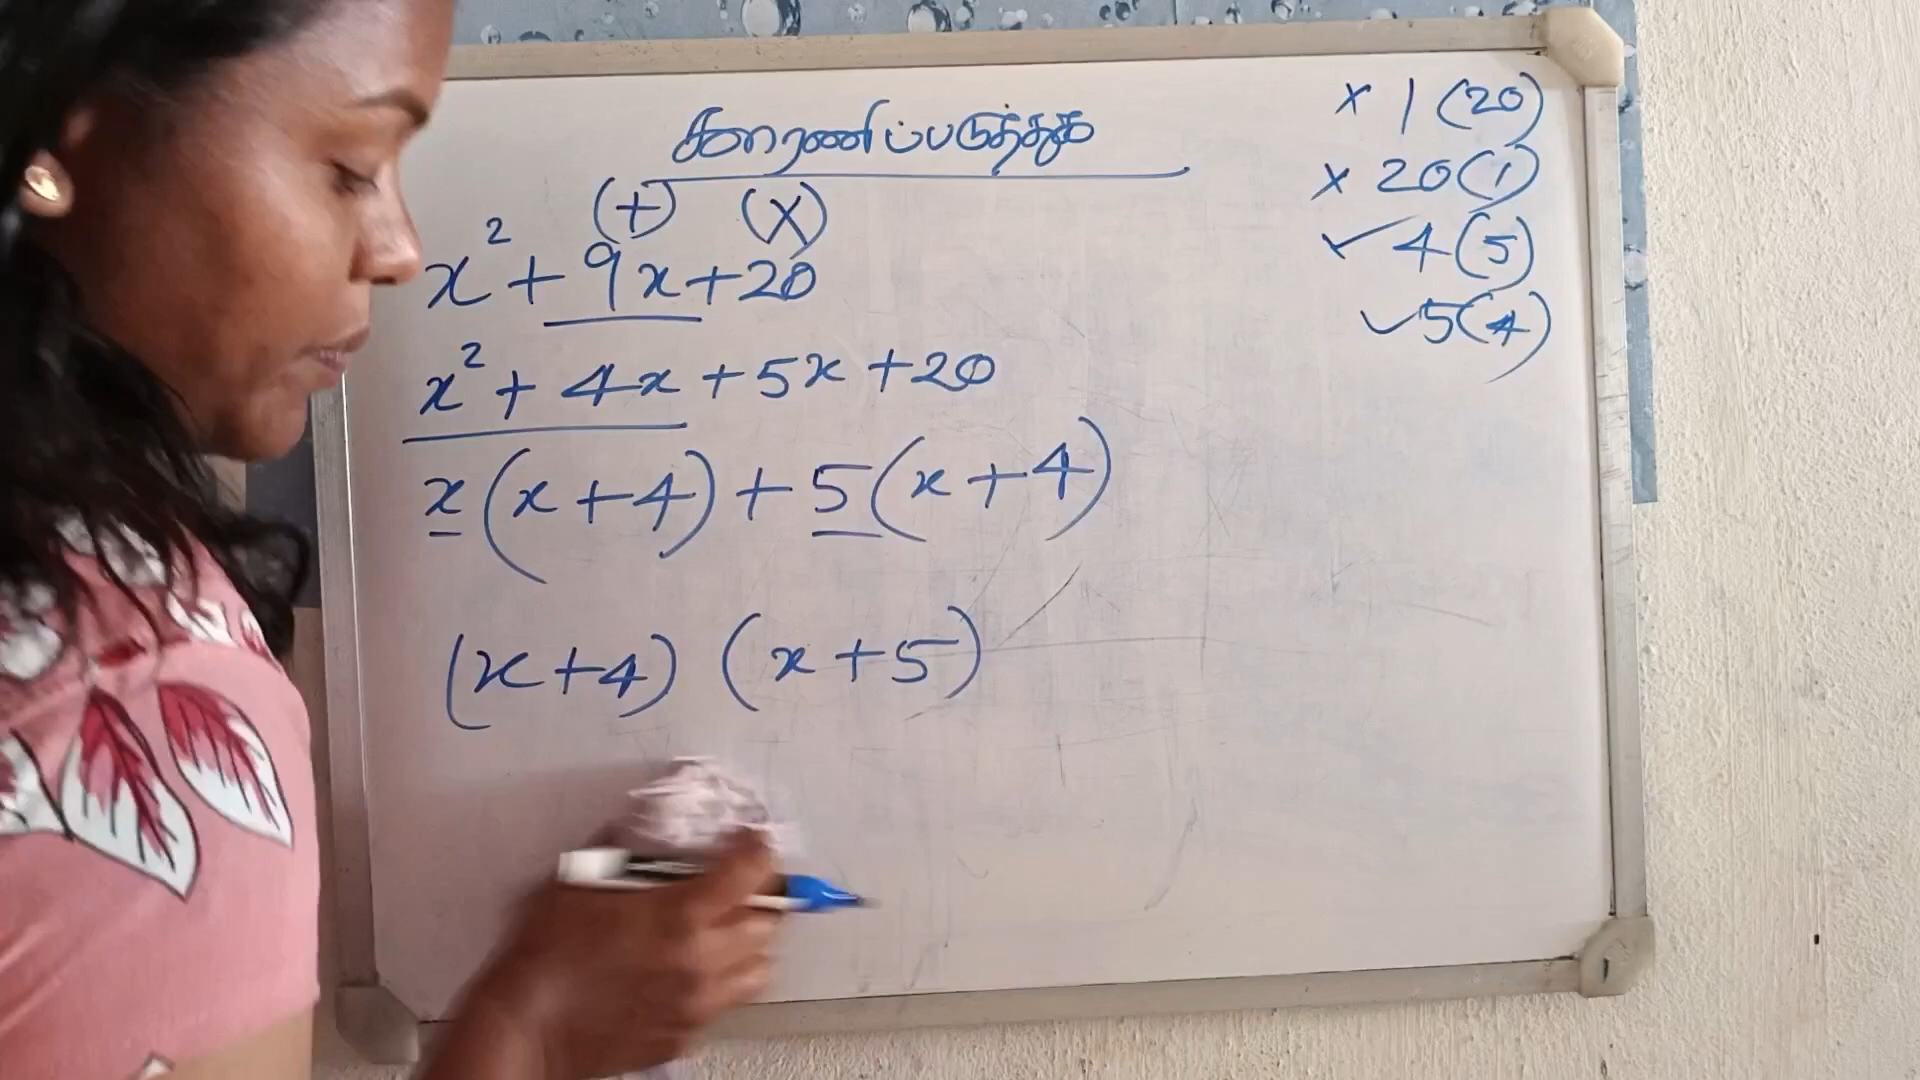 காரணிப்படுத்துக
(+) (×)
x² + 9x + 20
x² + 4x + 5x + 20
x(x+4) + 5(x+4)
(x+4) (x+5)
× 1 (20)
× 20 (1)
✓ 4 (5)
✓ 5 (4)